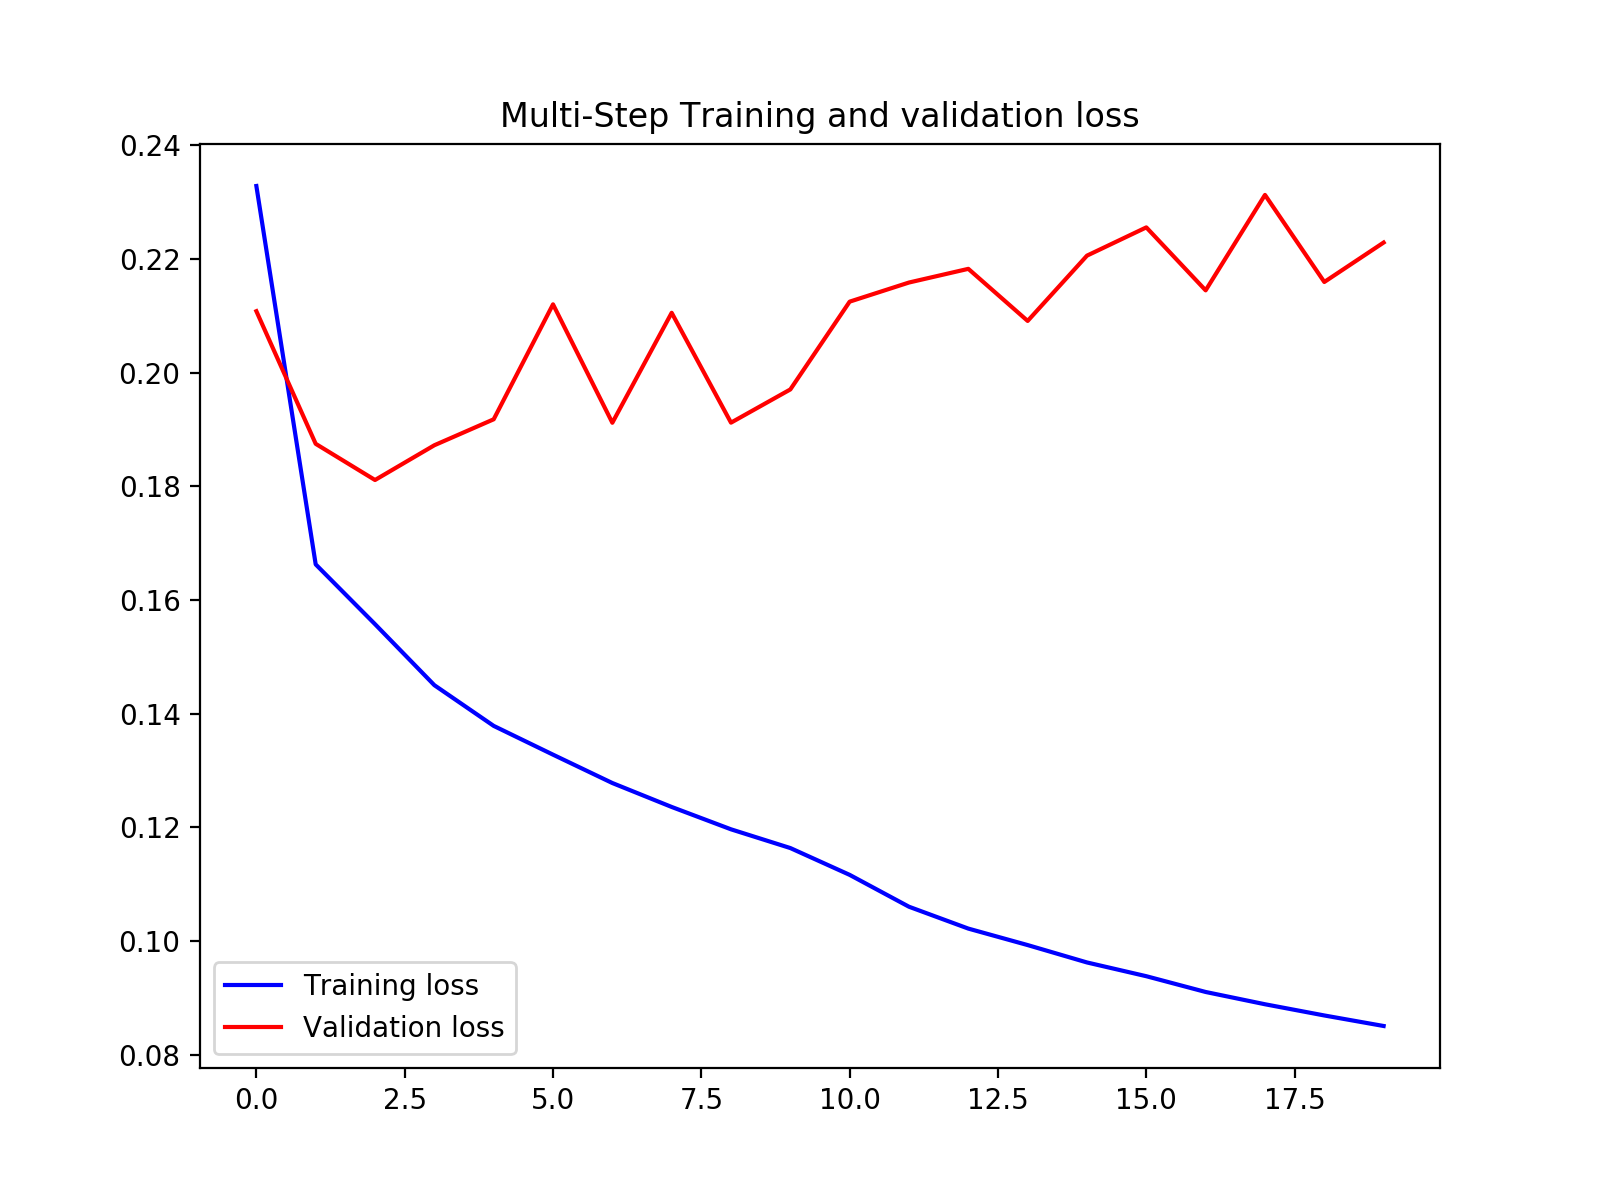 Multi-Step Training and validation loss
0.24
0.22
0.20
0.18
0.16
0.14
0.12
0.10
0.08
Training loss
Validation loss
0.0 2.5 5.0 7.5 10.0 12.5 15.0 17.5